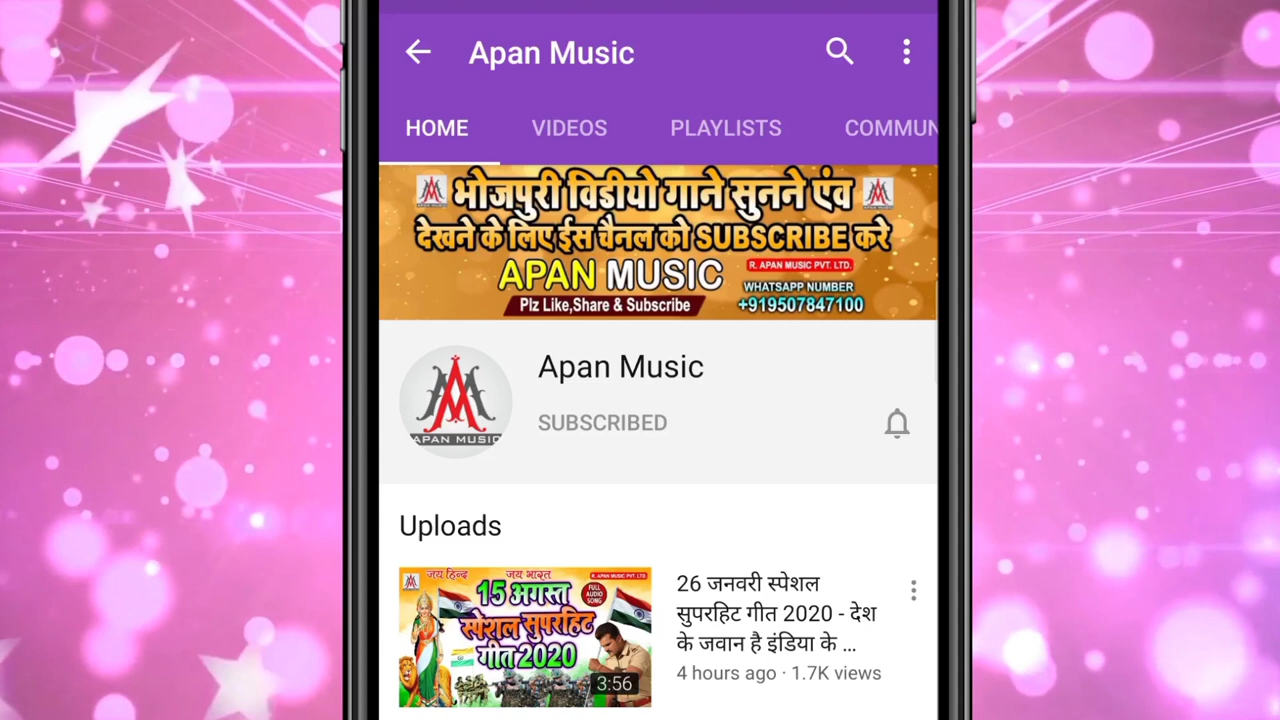 Apan Music
HOME VIDEOS PLAYLISTS COMMUN
भोजपुरी विडीयो गाने सुनने एंव
देखने के लिए ईस चैनल को SUBSCRIBE करे
APAN MUSIC
R. APAN MUSIC PVT. LTD.
WHATSAPP NUMBER
+919507847100
Plz Like,Share & Subscribe
Apan Music
SUBSCRIBED
APAN MUSIC
Uploads
जय हिन्द जय भारत
R. APAN MUSIC PVT. LTD
15 अगस्त
FULL
AUDIO
SONG
स्पेशल सुपरहिट
गीत 2020
3:56
26 जनवरी स्पेशल
सुपरहिट गीत 2020 - देश
के जवान है इंडिया के ...
4 hours ago · 1.7K views